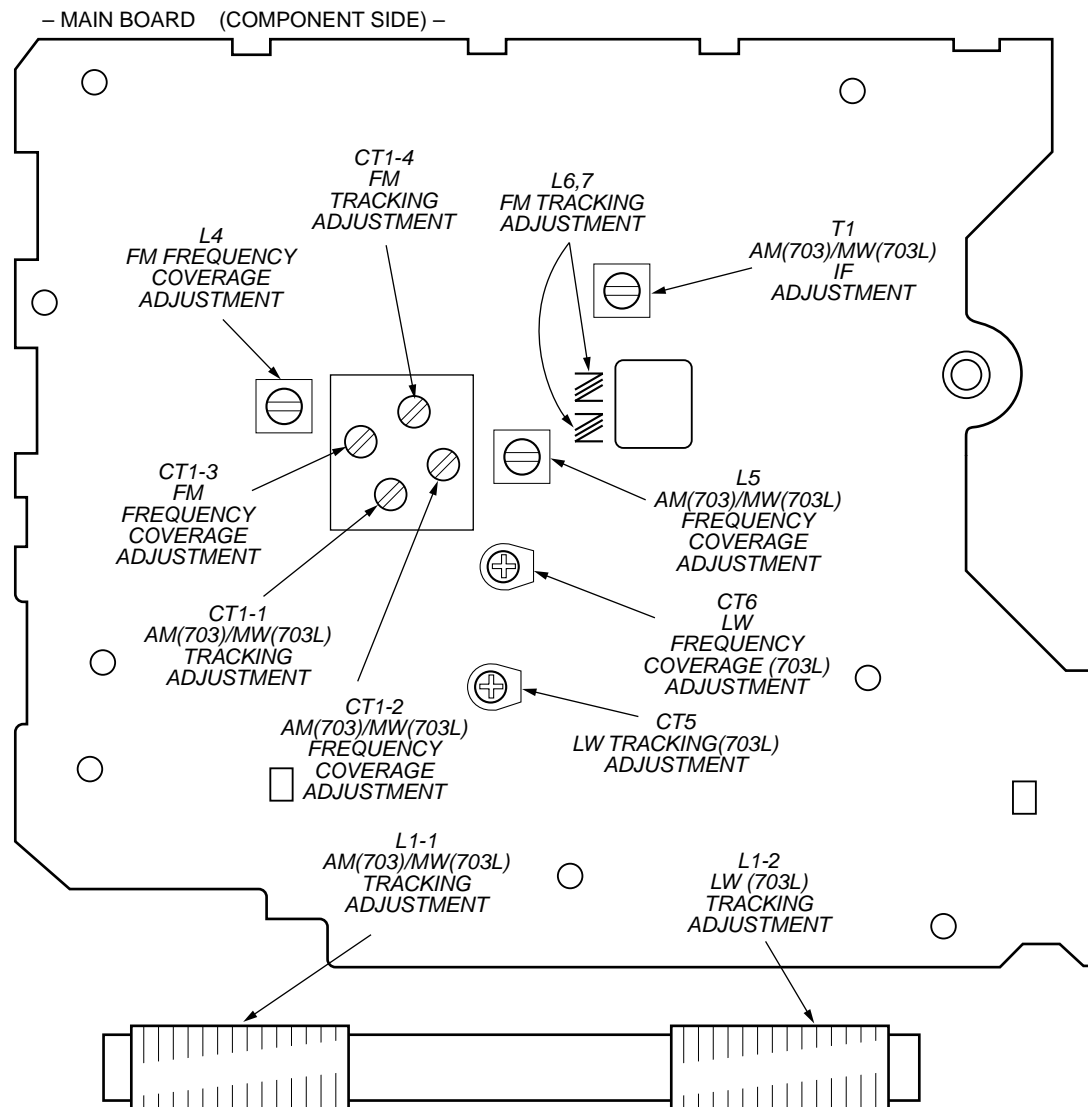 – MAIN BOARD (COMPONENT SIDE) –
CT1-4
FM
TRACKING
ADJUSTMENT
L6,7
FM TRACKING
ADJUSTMENT
T1
AM(703)/MW(703L)
IF
ADJUSTMENT
L4
FM FREQUENCY
COVERAGE
ADJUSTMENT
CT1-3
FM
FREQUENCY
COVERAGE
ADJUSTMENT
L5
AM(703)/MW(703L)
FREQUENCY
COVERAGE
ADJUSTMENT
CT1-1
AM(703)/MW(703L)
TRACKING
ADJUSTMENT
CT6
LW
FREQUENCY
COVERAGE (703L)
ADJUSTMENT
CT1-2
AM(703)/MW(703L)
FREQUENCY
COVERAGE
ADJUSTMENT
CT5
LW TRACKING(703L)
ADJUSTMENT
L1-1
AM(703)/MW(703L)
TRACKING
ADJUSTMENT
L1-2
LW (703L)
TRACKING
ADJUSTMENT